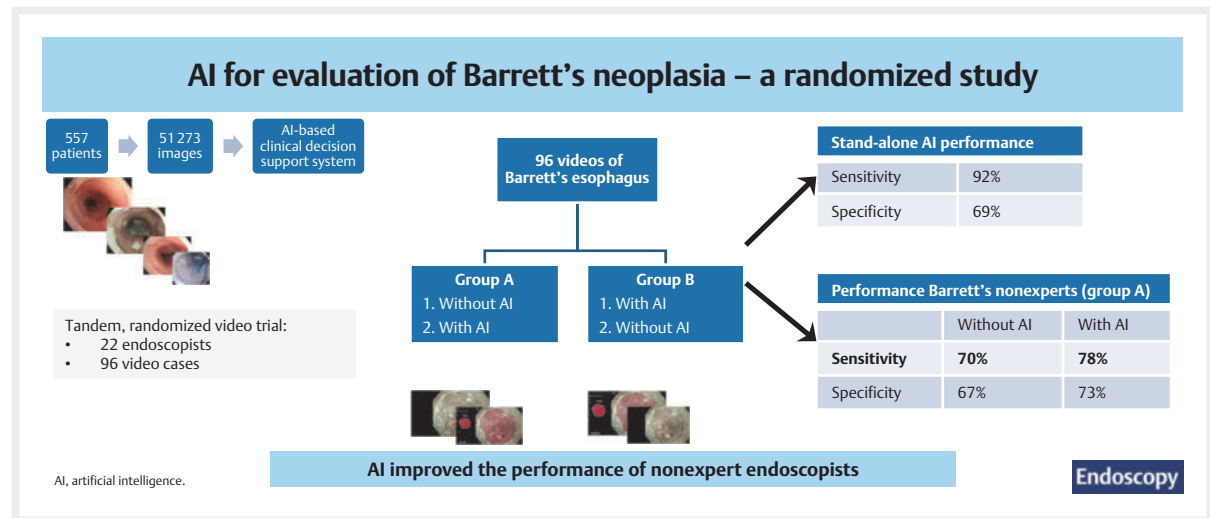 AI for evaluation of Barrett’s neoplasia – a randomized study
557
patients
51 273
images
AI-based
clinical decision
support system
Tandem, randomized video trial:
• 22 endoscopists
• 96 video cases
96 videos of
Barrett’s esophagus
Group A
1. Without AI
2. With AI
Group B
1. With AI
2. Without AI
Stand-alone AI performance
Sensitivity 92%
Specificity 69%
Performance Barrett’s nonexperts (group A)
Without AI With AI
Sensitivity 70% 78%
Specificity 67% 73%
AI improved the performance of nonexpert endoscopists
AI, artificial intelligence.
Endoscopy